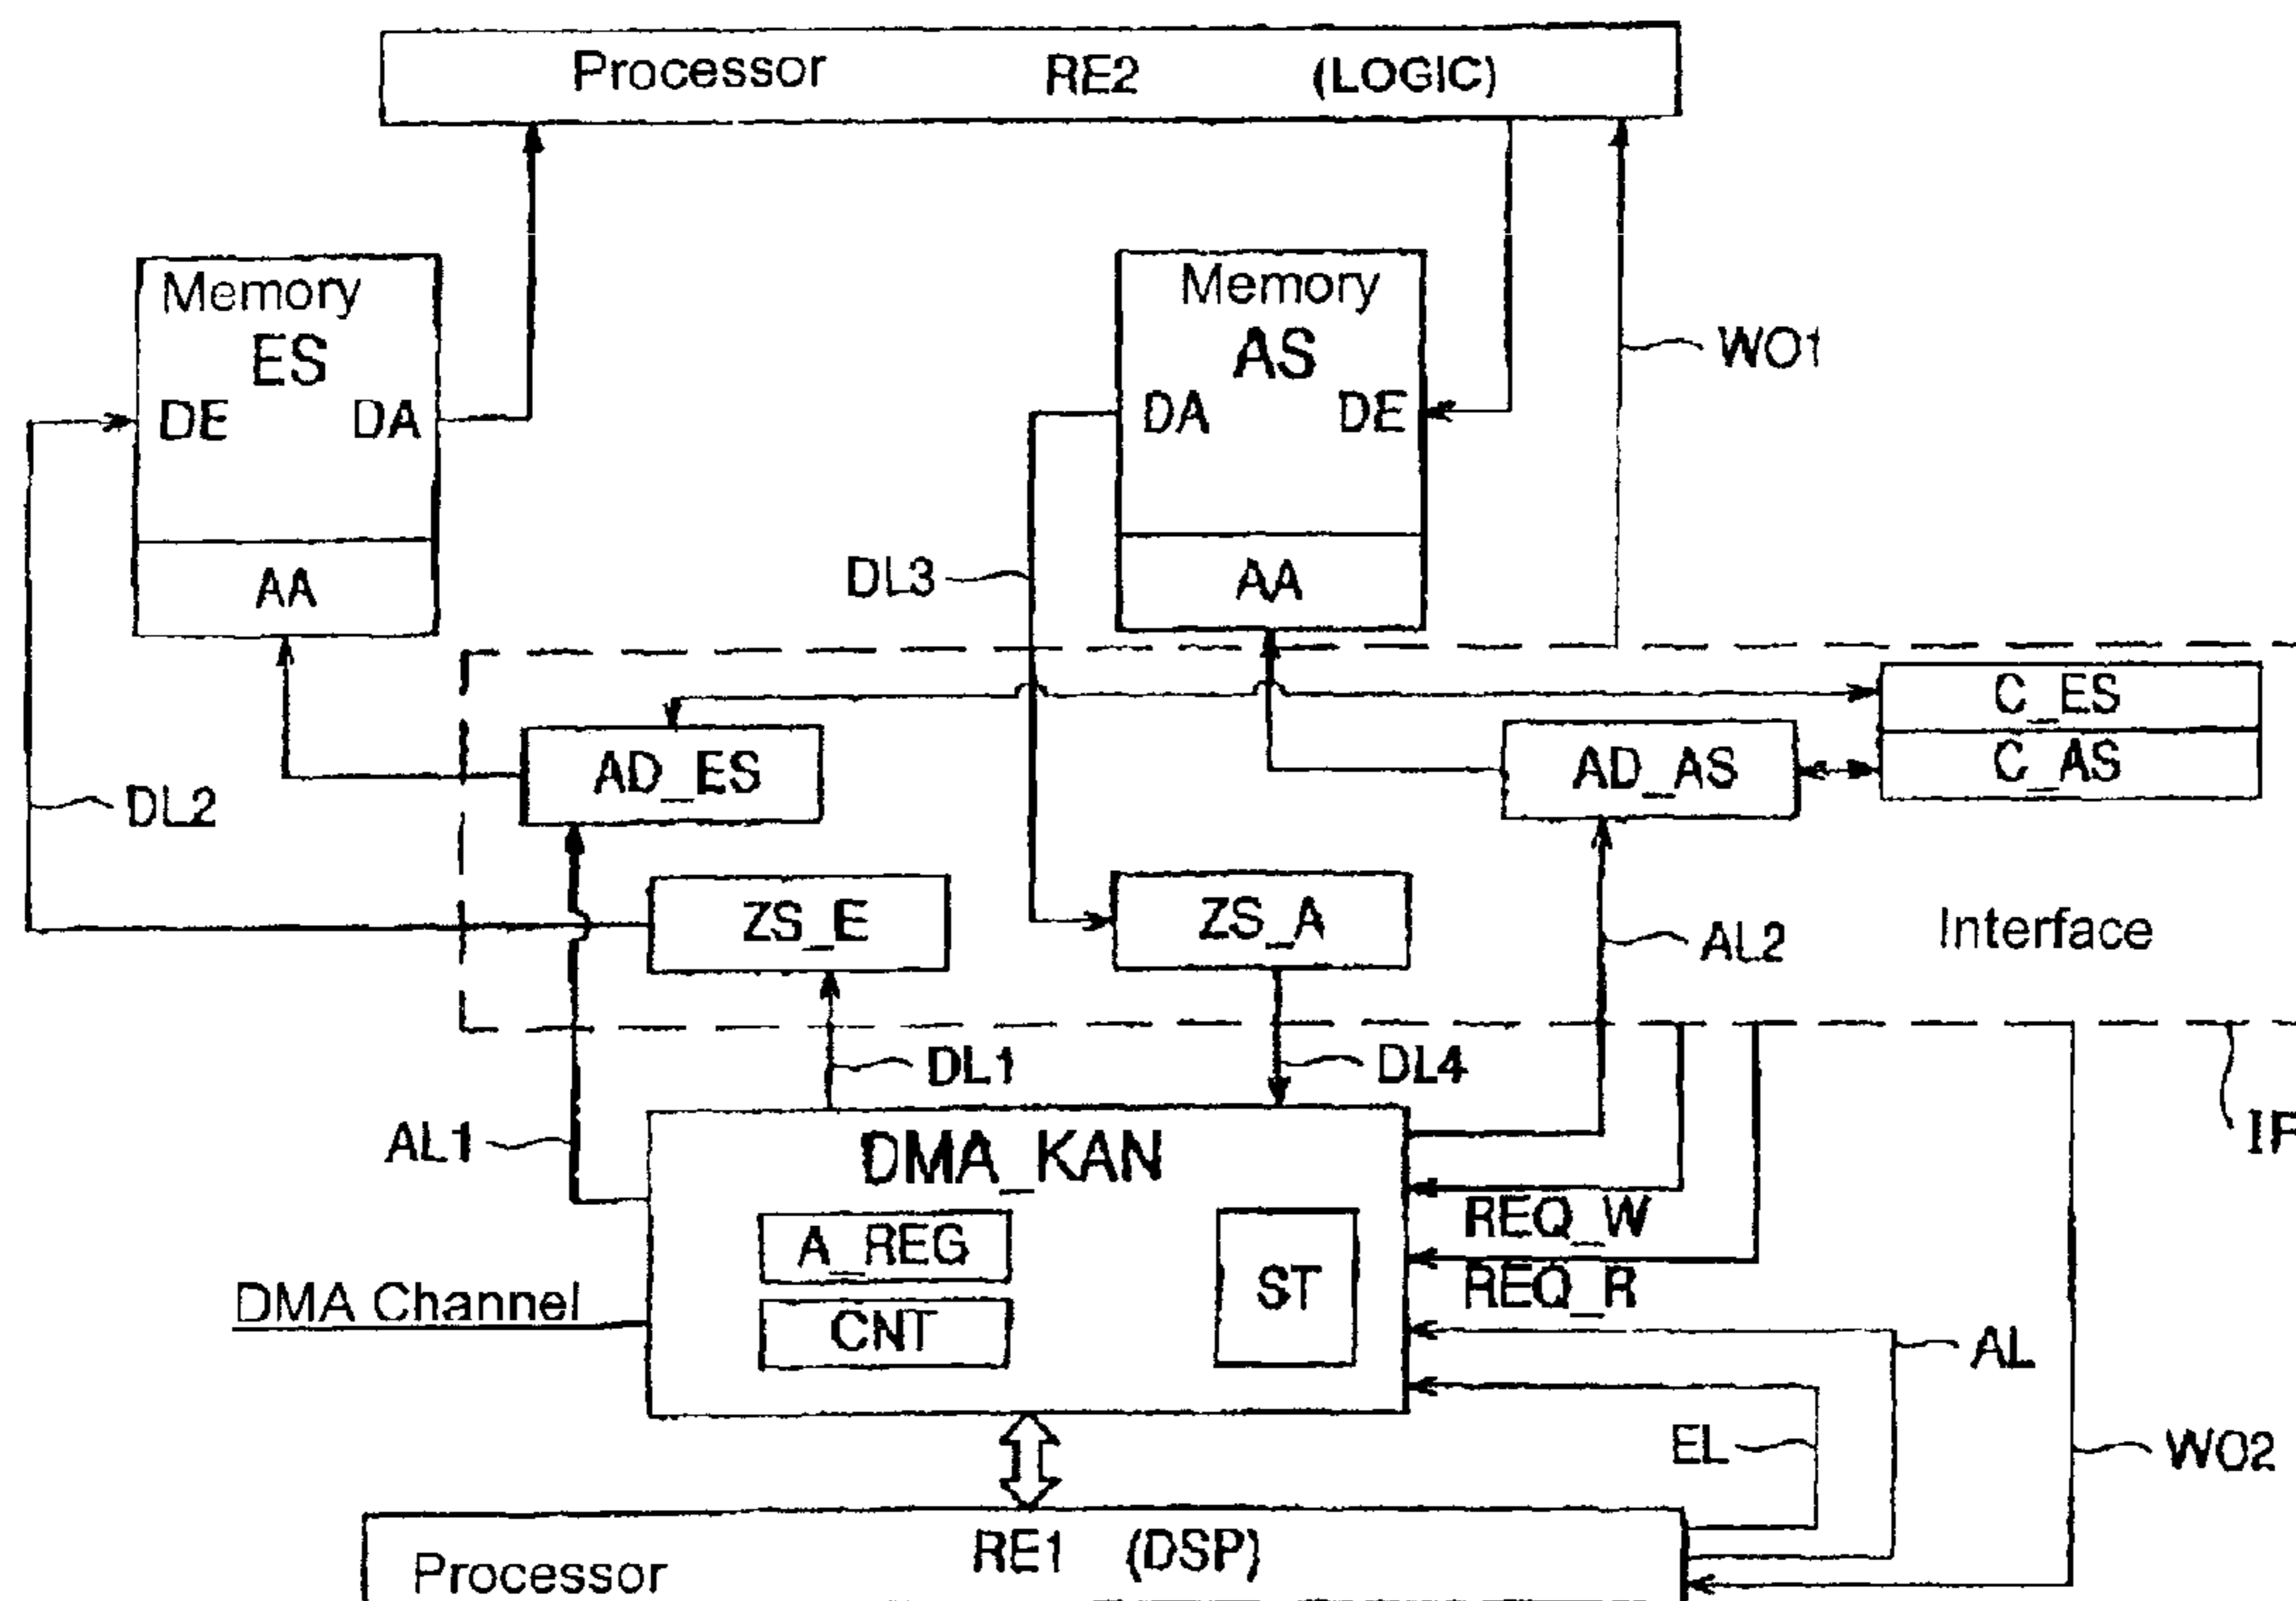 Processor RE2 (LOGIC)
Memory
ES
DE DA
AA
Memory
AS
DA DE
AA
WO1
DL3
C_ES
C_AS
AD_ES
AD_AS
DL2
ZS_E
ZS_A
AL2
Interface
DL1
DL4
AL1
DMA_KAN
A_REG
CNT
ST
REQ_W
REQ_R
IF
DMA Channel
AL
EL
WO2
RE1 (DSP)
Processor